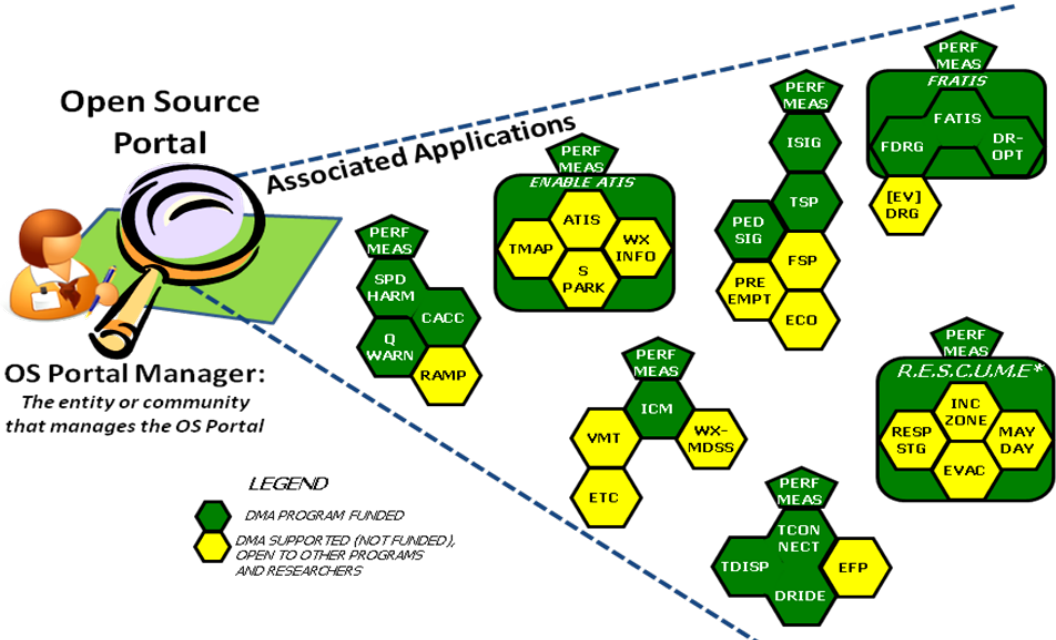 Open Source
Portal
Associated Applications
OS Portal Manager:
The entity or community
that manages the OS Portal
LEGEND
DMA PROGRAM FUNDED
DMA SUPPORTED (NOT FUNDED),
OPEN TO OTHER PROGRAMS
AND RESEARCHERS
PERF
MEAS
SPD
HARM
CACC
Q
WARN
RAMP
PERF
MEAS
ENABLE ATIS
ATIS
TMAP
WX
INFO
S
PARK
PERF
MEAS
ISIG
TSP
PED
SIG
FSP
PRE
EMPT
ECO
PERF
MEAS
FRATIS
FATIS
FDRG
DR-
OPT
[EV]
DRG
PERF
MEAS
ICM
VMT
WX-
MDSS
ETC
PERF
MEAS
R.E.S.C.U.M.E*
INC
ZONE
RESP
STG
MAY
DAY
EVAC
PERF
MEAS
TCON
NECT
TDISP
EFP
DRIDE